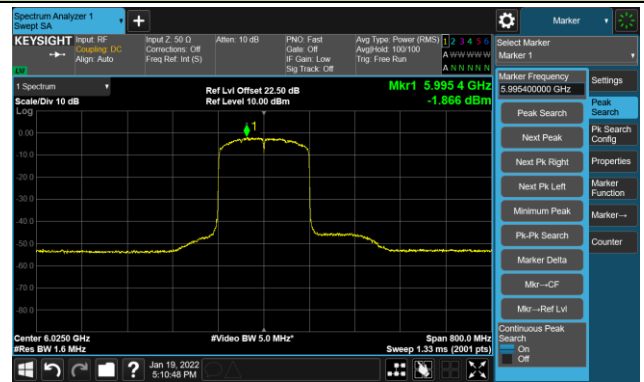 Spectrum Analyzer 1
Swept SA
Marker
KEYSIGHT
Input: RF
Coupling: DC
Align: Auto
Input Z: 50 Ω
Corrections: Off
Freq Ref: Int (S)
Atten: 10 dB
PNO: Fast
Gate: Off
IF Gain: Low
Sig Track: Off
Avg Type: Power (RMS)
Avg|Hold: 100/100
Trig: Free Run
1 2 3 4 5 6
A W W W W W
A N N N N N
Select Marker
Marker 1
1 Spectrum
Scale/Div 10 dB
Log
Ref Lvl Offset 22.50 dB
Ref Level 10.00 dBm
Mkr1 5.995 4 GHz
-1.866 dBm
1
0.00
-10.0
-20.0
-30.0
-40.0
-50.0
-60.0
-70.0
-80.0
Center 6.0250 GHz
#Res BW 1.6 MHz
#Video BW 5.0 MHz*
Span 800.0 MHz
Sweep 1.33 ms (2001 pts)
Marker Frequency
5.995400000 GHz
Peak Search
Next Peak
Next Pk Right
Next Pk Left
Minimum Peak
Pk-Pk Search
Marker Delta
Mkr→CF
Mkr→Ref Lvl
Continuous Peak
Search
On
Off
Settings
Peak
Search
Pk Search
Config
Properties
Marker
Function
Marker→
Counter
?
Jan 19, 2022
5:10:48 PM